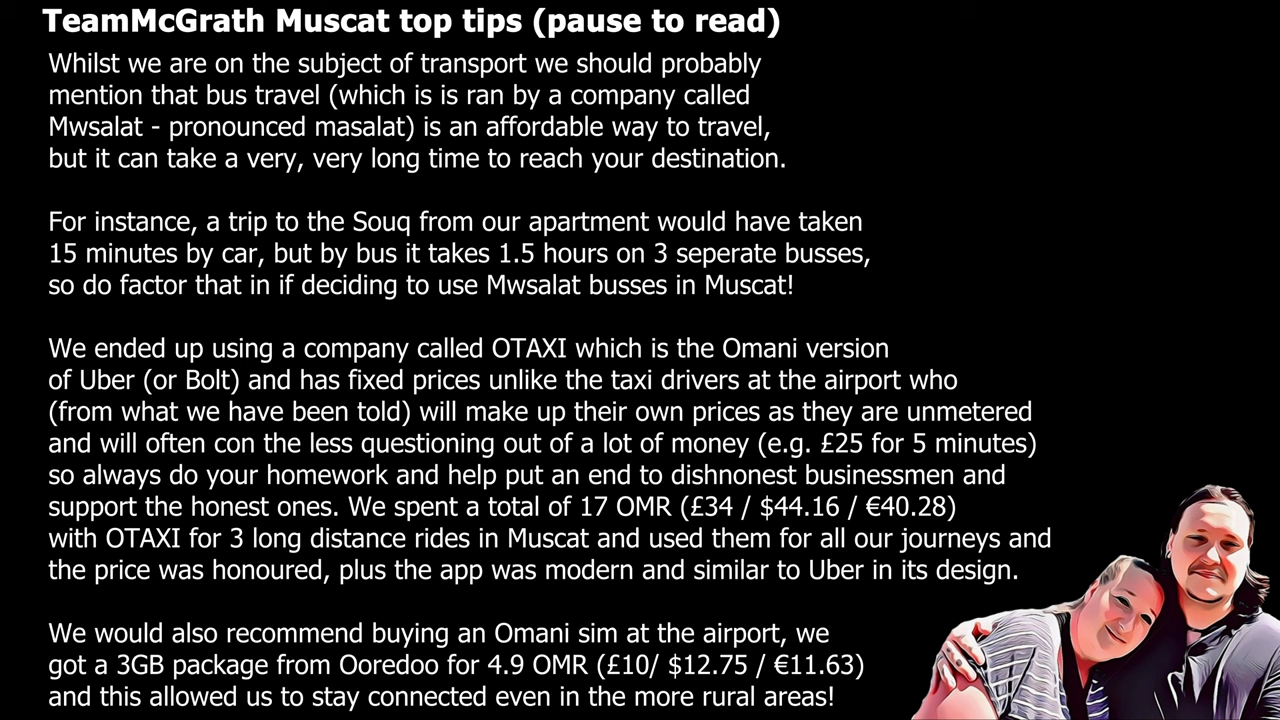 TeamMcGrath Muscat top tips (pause to read)
Whilst we are on the subject of transport we should probably
mention that bus travel (which is is ran by a company called
Mwsalat - pronounced masalat) is an affordable way to travel,
but it can take a very, very long time to reach your destination.
For instance, a trip to the Souq from our apartment would have taken
15 minutes by car, but by bus it takes 1.5 hours on 3 seperate busses,
so do factor that in if deciding to use Mwsalat busses in Muscat!
We ended up using a company called OTAXI which is the Omani version
of Uber (or Bolt) and has fixed prices unlike the taxi drivers at the airport who
(from what we have been told) will make up their own prices as they are unmetered
and will often con the less questioning out of a lot of money (e.g. £25 for 5 minutes)
so always do your homework and help put an end to dishnonest businessmen and
support the honest ones. We spent a total of 17 OMR (£34 / $44.16 / €40.28)
with OTAXI for 3 long distance rides in Muscat and used them for all our journeys and
the price was honoured, plus the app was modern and similar to Uber in its design.
We would also recommend buying an Omani sim at the airport, we
got a 3GB package from Ooredoo for 4.9 OMR (£10/ $12.75 / €11.63)
and this allowed us to stay connected even in the more rural areas!